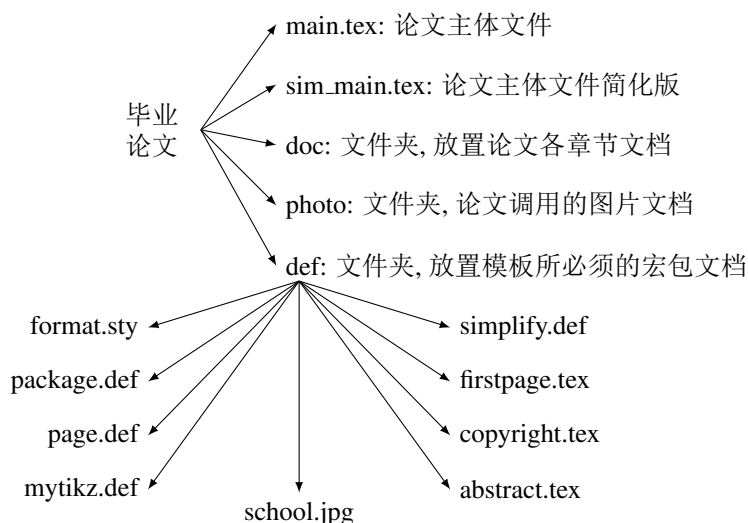 main.tex: 论文主体文件
sim_main.tex: 论文主体文件简化版
毕业
论文
doc: 文件夹, 放置论文各章节文档
photo: 文件夹, 论文调用的图片文档
def: 文件夹, 放置模板所必须的宏包文档
format.sty
simplify.def
package.def
firstpage.tex
page.def
copyright.tex
mytikz.def
abstract.tex
school.jpg